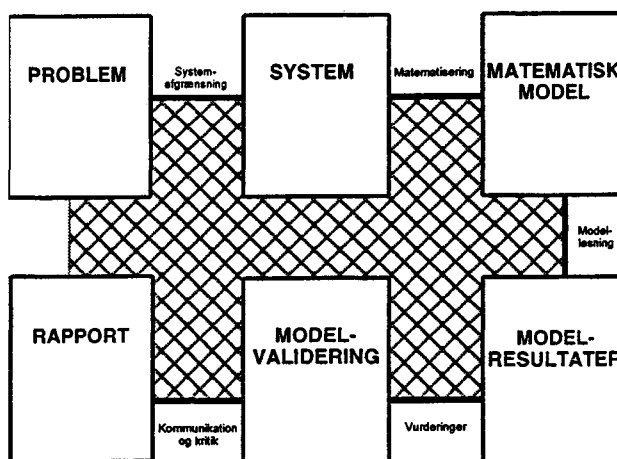 PROBLEM
System-
afgrænsning
SYSTEM
Matematisering
MATEMATISK
MODEL
Model-
løsning
RAPPORT
MODEL-
VALIDERING
MODEL-
RESULTATER
Kommunikation
og kritik
Vurderinger